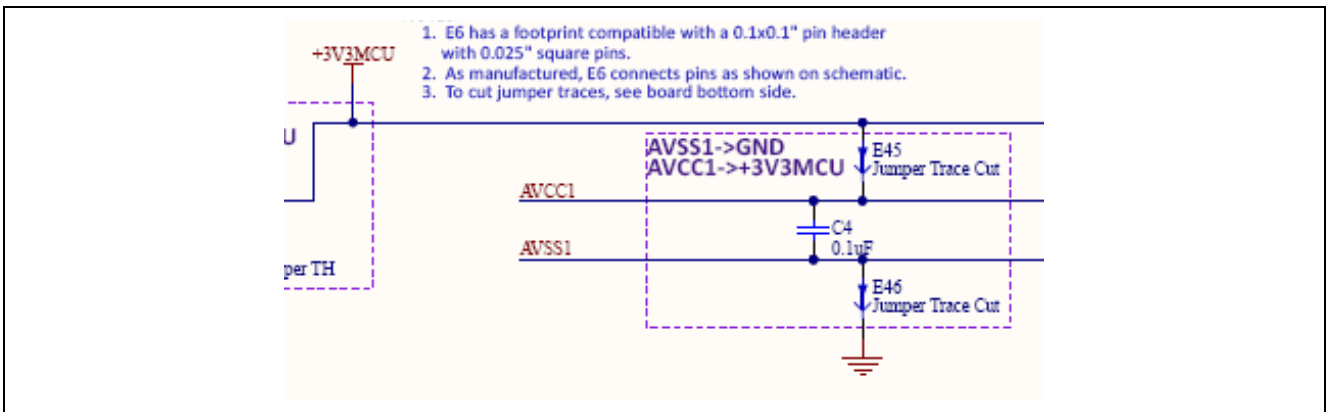 1. E6 has a footprint compatible with a 0.1x0.1" pin header
with 0.025" square pins.
2. As manufactured, E6 connects pins as shown on schematic.
3. To cut jumper traces, see board bottom side.
+3V3MCU
U
AVSS1->GND
AVCC1->+3V3MCU
E45
Jumper Trace Cut
AVCC1
C4
0.1uF
AVSS1
per TH
E46
Jumper Trace Cut